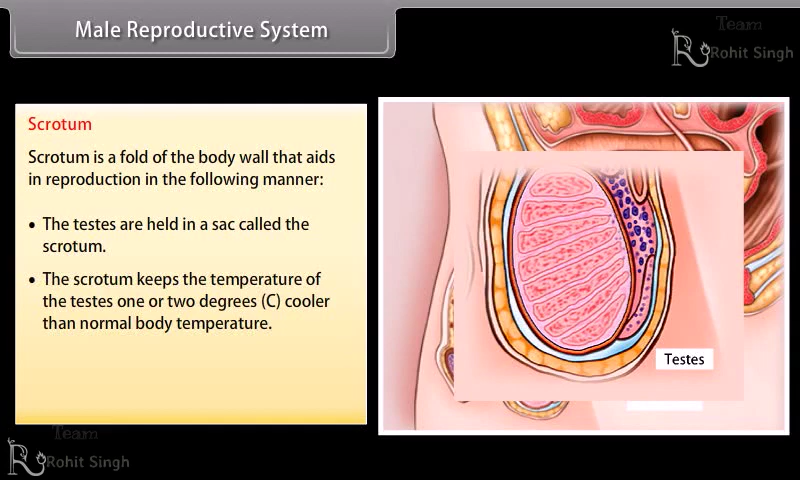 Male Reproductive System
Team
Rohit Singh
Scrotum
Scrotum is a fold of the body wall that aids
in reproduction in the following manner:
• The testes are held in a sac called the
scrotum.
• The scrotum keeps the temperature of
the testes one or two degrees (C) cooler
than normal body temperature.
Testes
Team
Rohit Singh